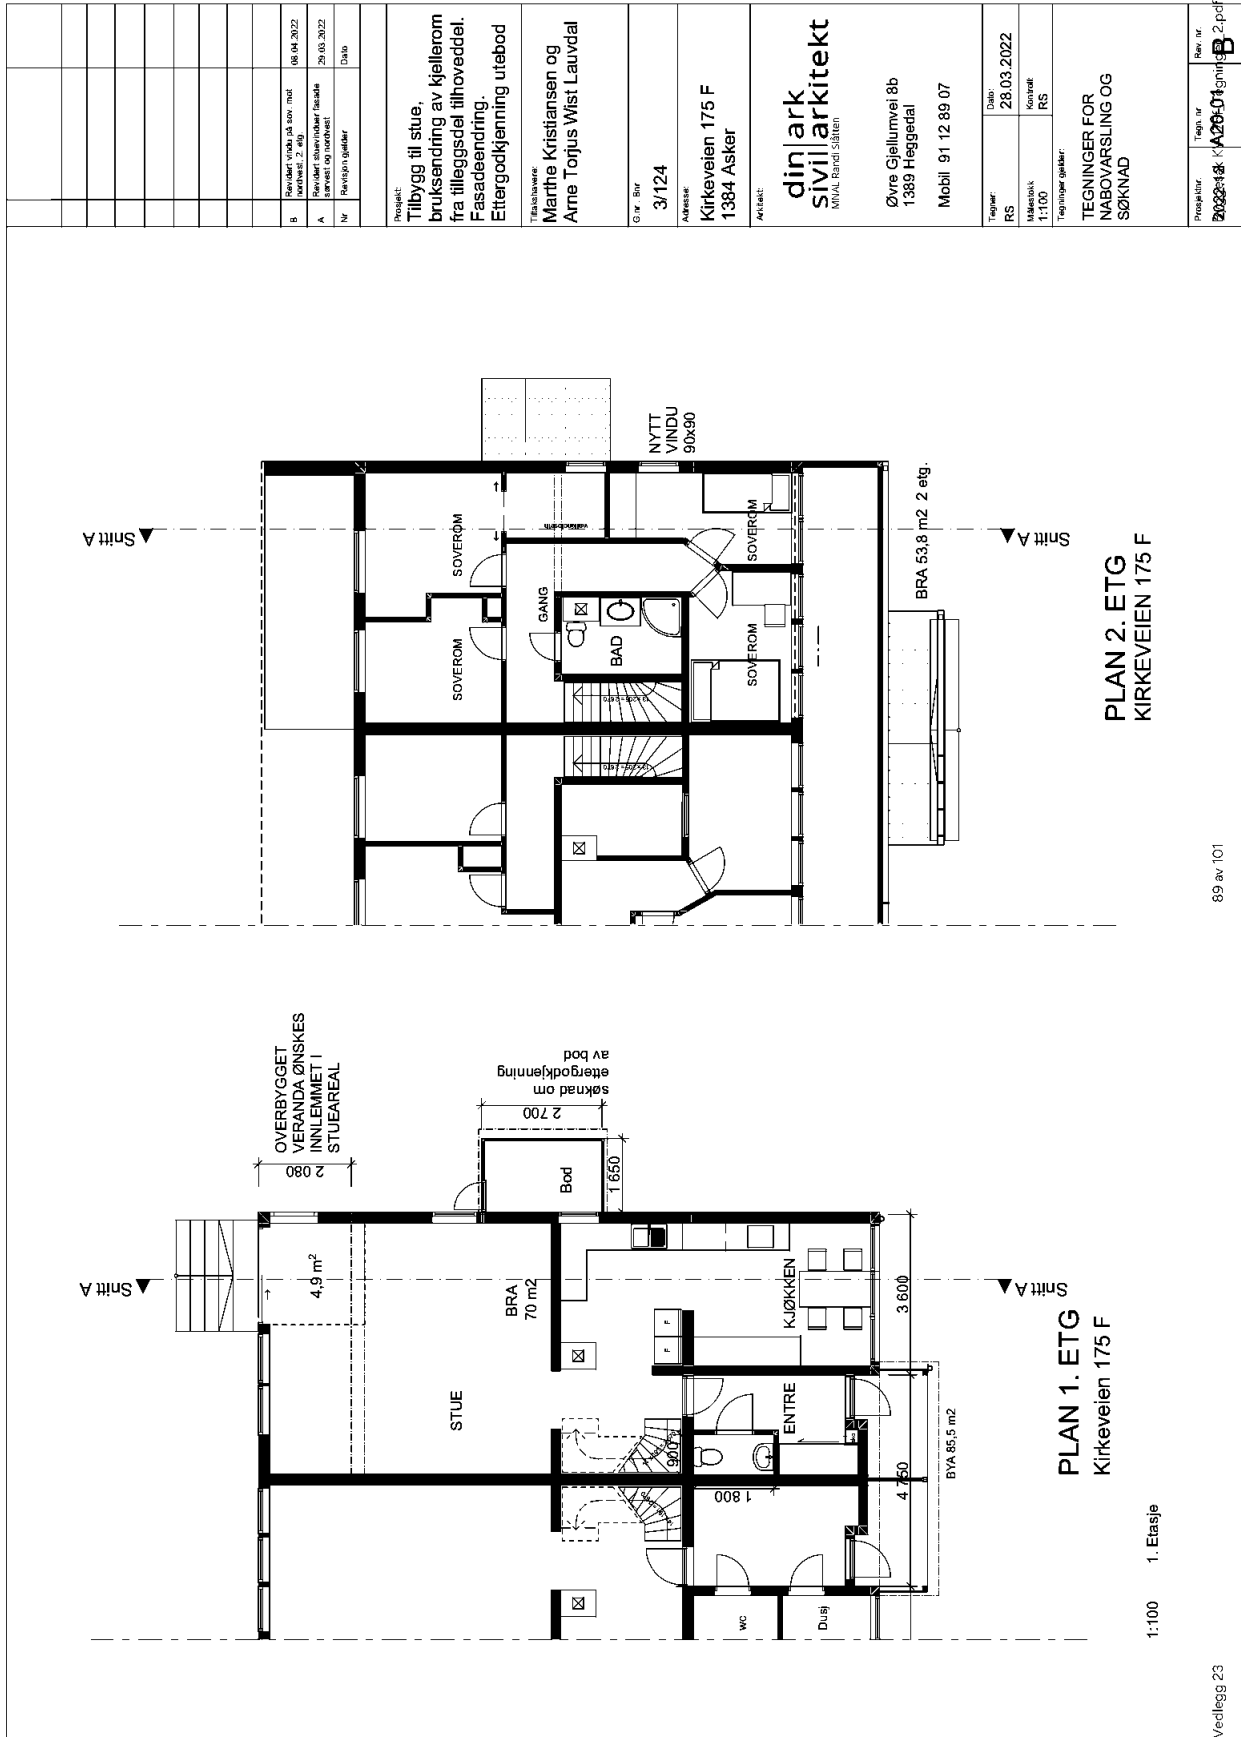 PLAN 1. ETG
Kirkeveien 175 F
1:100
1. Etasje
OVERBYGGET
VERANDA ØNSKES
INNLEMMET I
STUEAREAL
2 080
søknad om
ettergodkjenning
av bod
2 700
1 650
Bod
Snitt A
4,9 m²
STUE
BRA
70 m2
KJØKKEN
F
F
ENTRE
900
1 800
wc
Dusj
3 600
4 750
BYA 85,5 m2
Snitt A
PLAN 2. ETG
KIRKEVEIEN 175 F
Snitt A
SOVEROM
SOVEROM
GANG
BAD
SOVEROM
SOVEROM
NYTT
VINDU
90x90
BRA 53,8 m2 2 etg.
Snitt A
B
Revidert vindu på sov. mot
nordvest, 2. etg.
08.04.2022
A
Revidert stuevinduer fasade
sørvest og nordvest
29.03.2022
Nr
Revisjon gjelder
Dato
Prosjekt:
Tilbygg til stue,
bruksendring av kjellerom
fra tilleggsdel tilhoveddel.
Fasadeendring.
Ettergodkjenning utebod
Tiltakshavere:
Marthe Kristiansen og
Arne Torjus Wist Lauvdal
G.nr. Bnr
3/124
Adresse:
Kirkeveien 175 F
1384 Asker
Arkitekt:
din|ark
sivil|arkitekt
MNAL Randi Slåtten
Øvre Gjellumvei 8b
1389 Heggedal
Mobil 91 12 89 07
Tegner:
RS
Dato:
28.03.2022
Målestokk
1:100
Kontroll:
RS
Tegninger gjelder:
TEGNINGER FOR
NABOVARSLING OG
SØKNAD
Prosjektnr.
Tegn. nr
A20-01
Rev. nr.
B
Vedlegg 23
89 av 101